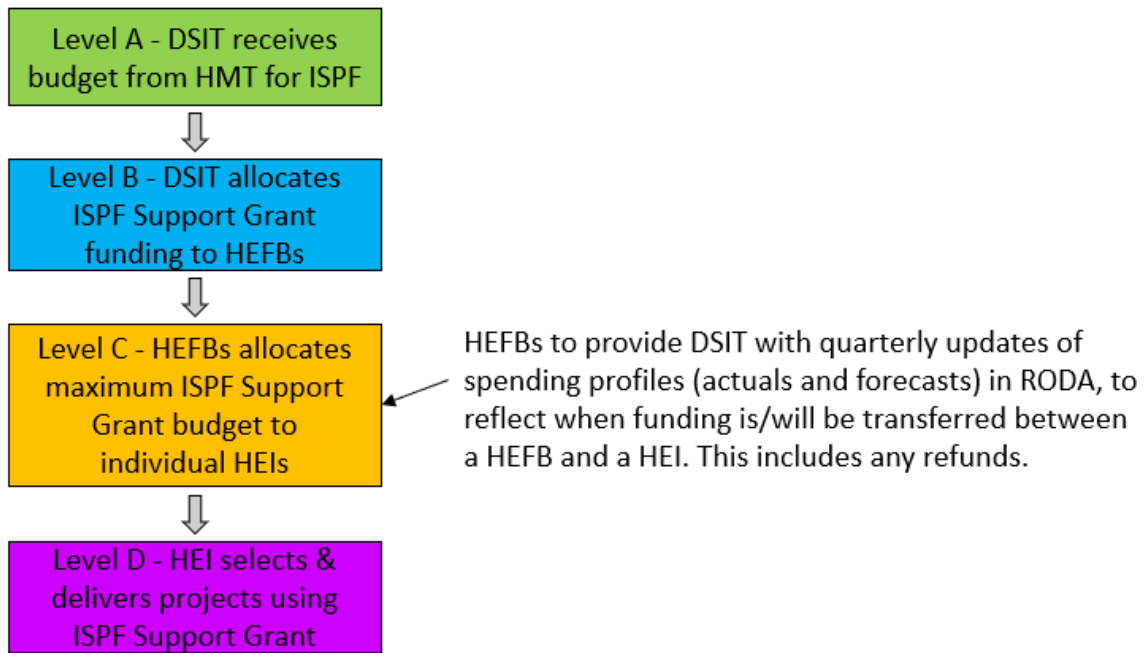 Level A - DSIT receives
budget from HMT for ISPF
Level B - DSIT allocates
ISPF Support Grant
funding to HEFBs
Level C - HEFBs allocates
maximum ISPF Support
Grant budget to
individual HEIs
HEFBs to provide DSIT with quarterly updates of
spending profiles (actuals and forecasts) in RODA, to
reflect when funding is/will be transferred between
a HEFB and a HEI. This includes any refunds.
Level D - HEI selects &
delivers projects using
ISPF Support Grant